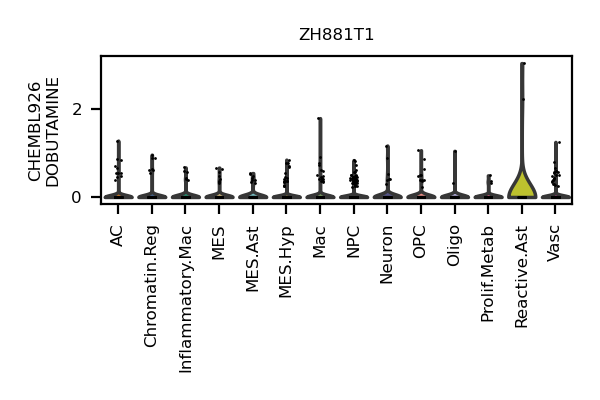 ZH881T1
CHEMBL926
DOBUTAMINE
2
0
AC
Chromatin.Reg
Inflammatory.Mac
MES
MES.Ast
MES.Hyp
Mac
NPC
Neuron
OPC
Oligo
Prolif.Metab
Reactive.Ast
Vasc